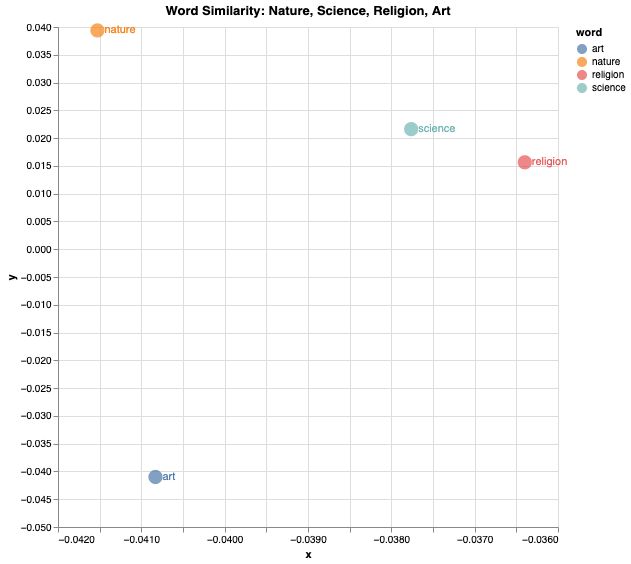 Word Similarity: Nature, Science, Religion, Art
word
art
nature
religion
science
0.040
0.035
0.030
0.025
0.020
0.015
0.010
0.005
0.000
−0.005
−0.010
−0.015
−0.020
−0.025
−0.030
−0.035
−0.040
−0.045
−0.050
y
nature
science
religion
art
−0.0420 −0.0410 −0.0400 −0.0390 −0.0380 −0.0370 −0.0360
x